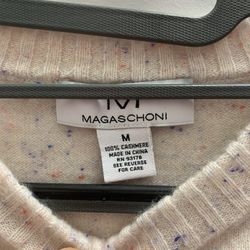 M
MAGASCHONI
M
100% CASHMERE
MADE IN CHINA
RN 93178
SEE REVERSE
FOR CARE